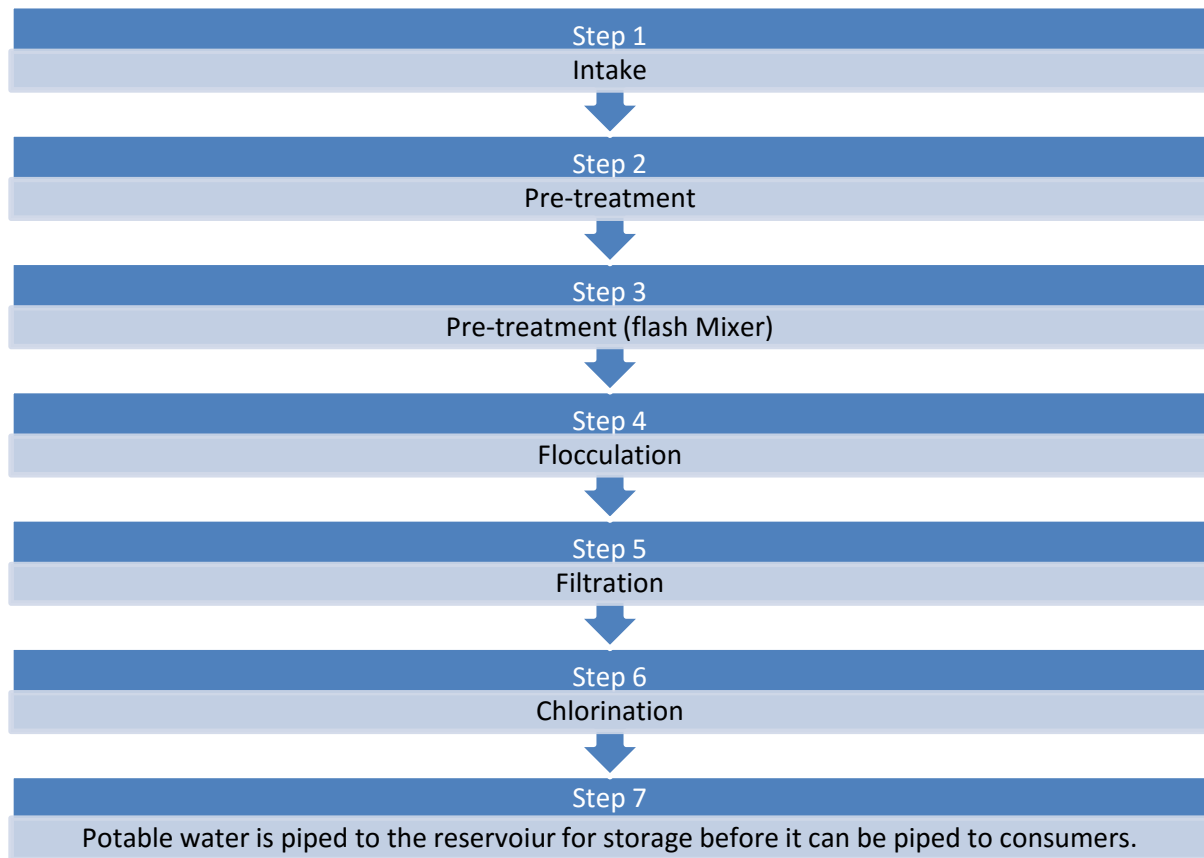 Step 1
Intake
Step 2
Pre-treatment
Step 3
Pre-treatment (flash Mixer)
Step 4
Flocculation
Step 5
Filtration
Step 6
Chlorination
Step 7
Potable water is piped to the reservoiur for storage before it can be piped to consumers.